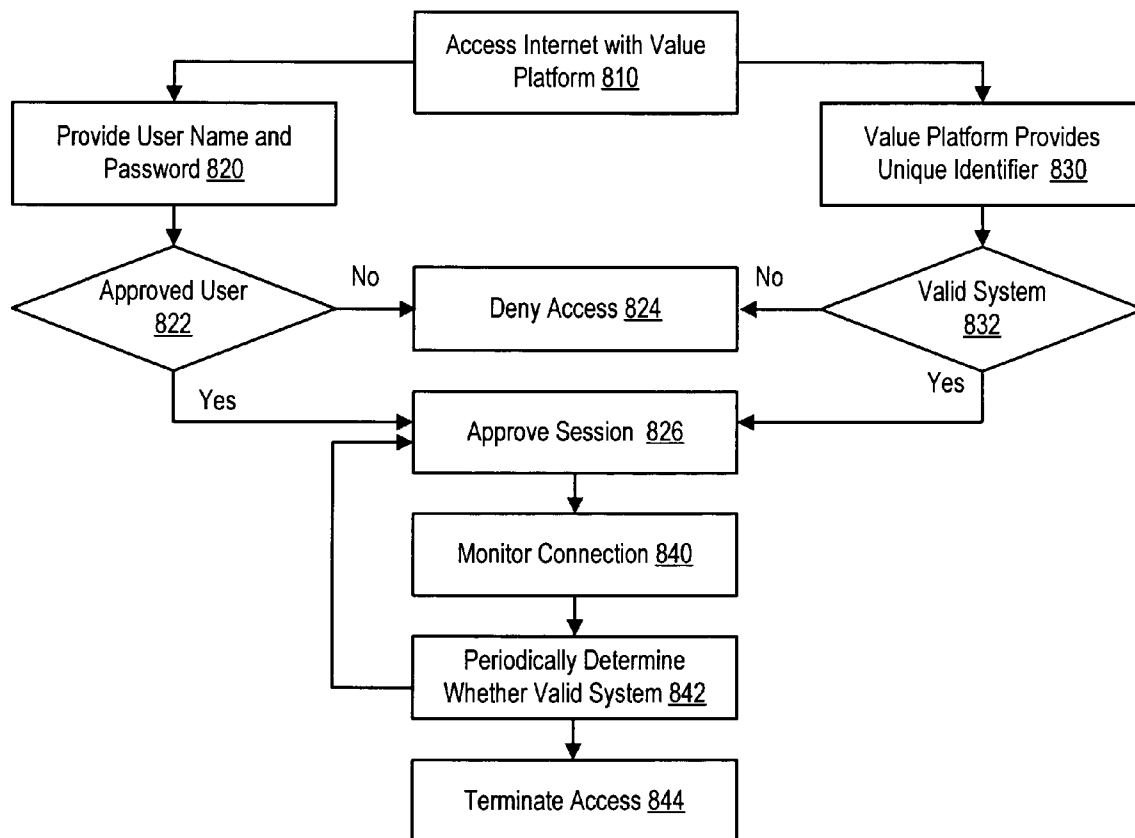 Access Internet with Value
Platform 810
Provide User Name and
Password 820
Value Platform Provides
Unique Identifier 830
Approved User
822
No
Deny Access 824
No
Valid System
832
Yes
Yes
Approve Session 826
Monitor Connection 840
Periodically Determine
Whether Valid System 842
Terminate Access 844